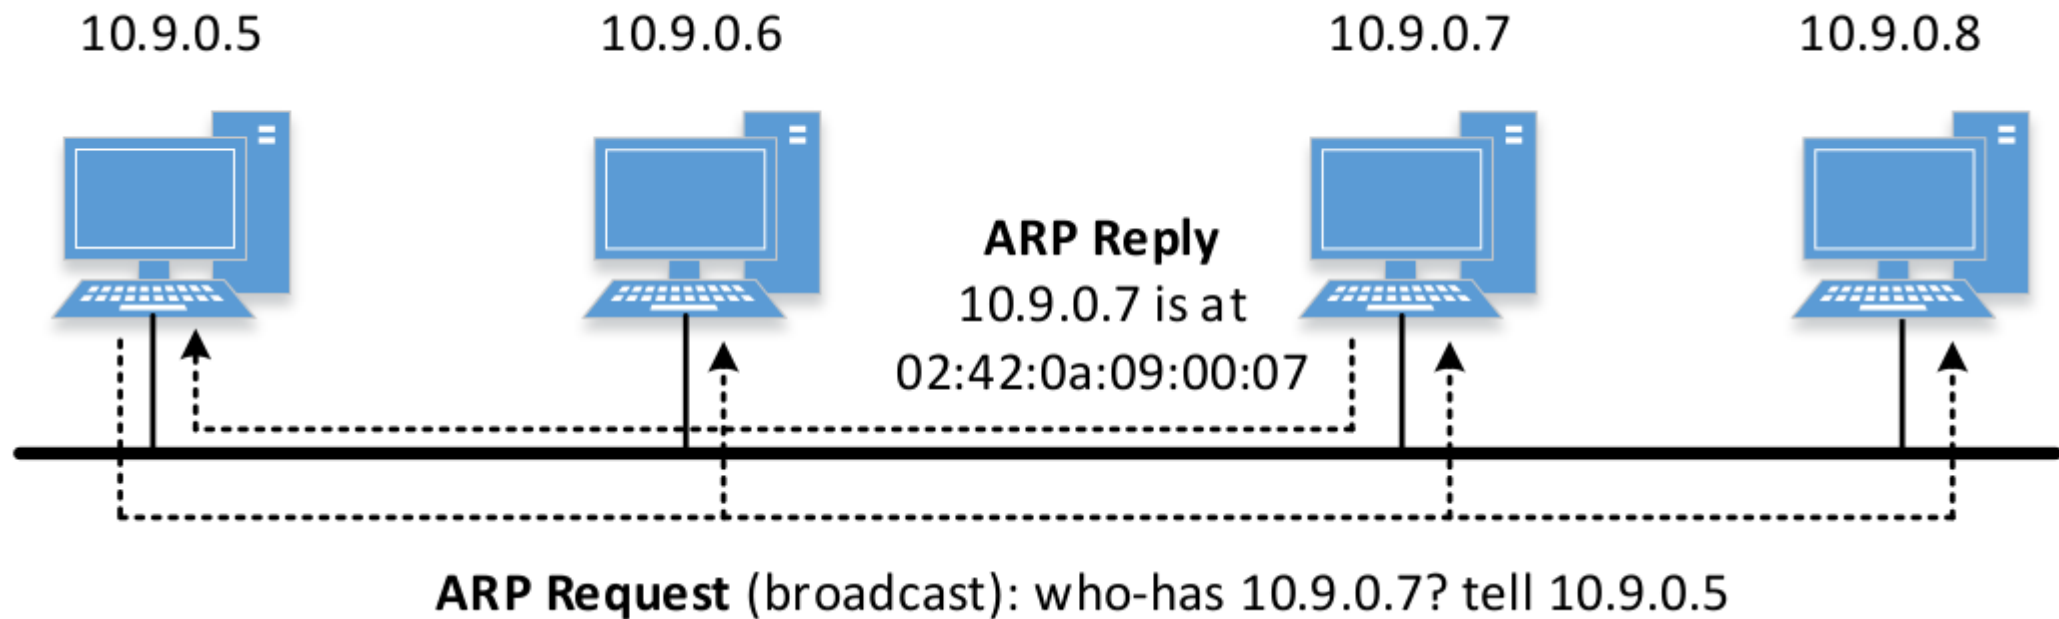 10.9.0.5
10.9.0.6
10.9.0.7
10.9.0.8
ARP Reply
10.9.0.7 is at
02:42:0a:09:00:07
ARP Request (broadcast): who-has 10.9.0.7? tell 10.9.0.5